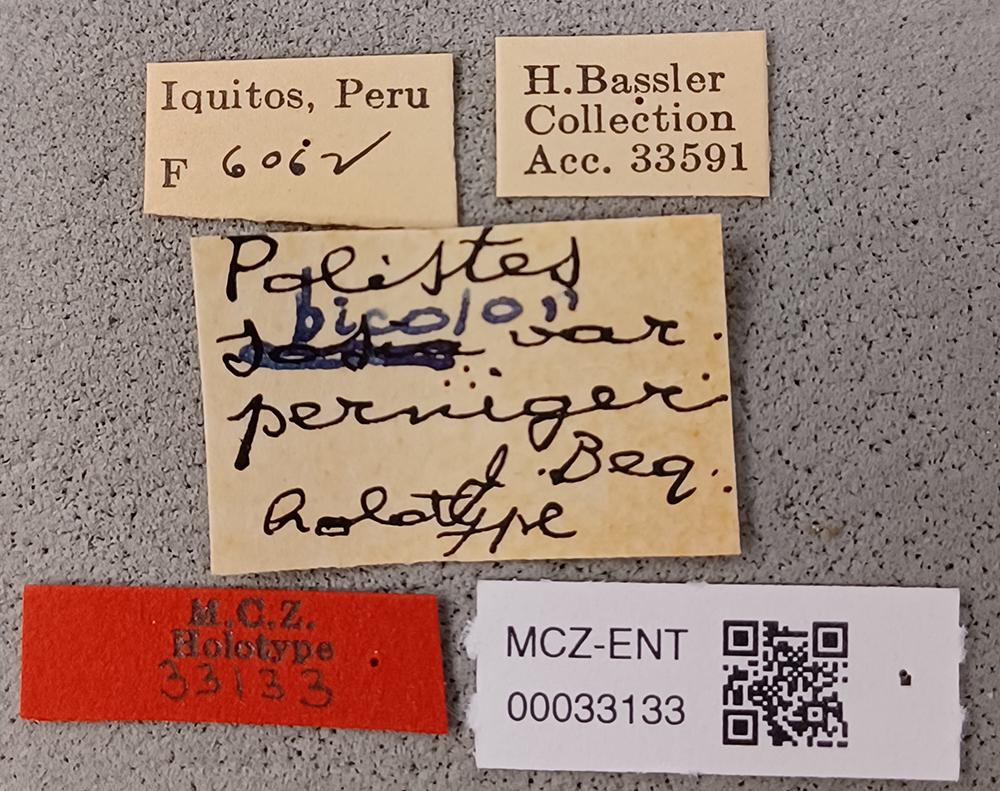 Iquitos, Peru
F 6062
H. Bassler
Collection
Acc. 33591
Polistes
bicolor
var.
perniger
Beq.
holotype
M.C.Z.
Holotype
33133
MCZ-ENT
00033133